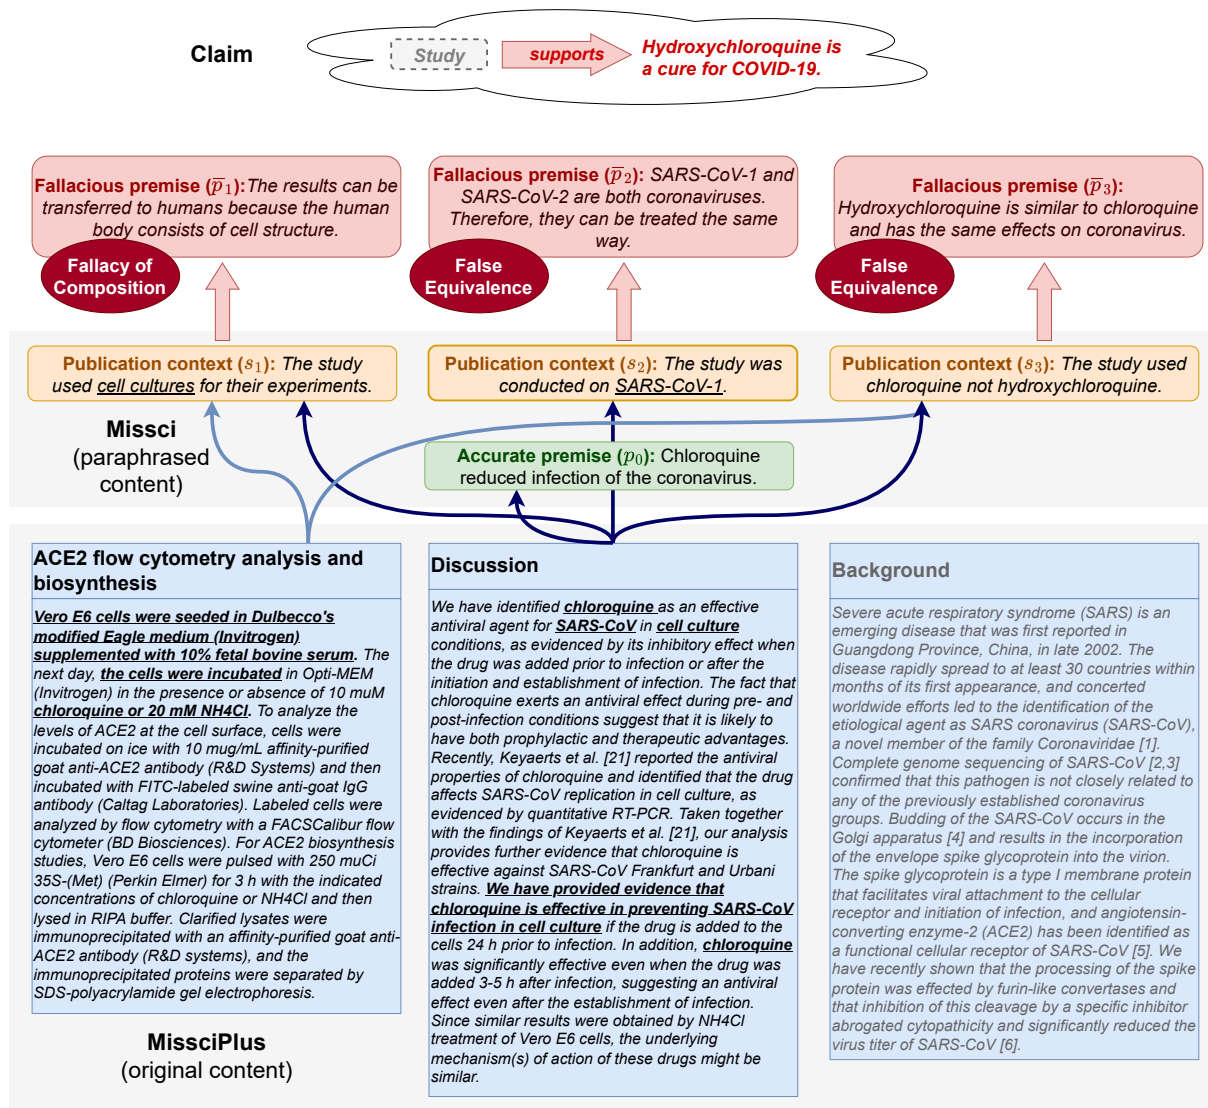 Claim
Study
supports
Hydroxychloroquine is
a cure for COVID-19.
Fallacious premise (p̅₁): The results can be
transferred to humans because the human
body consists of cell structure.
Fallacy of
Composition
Fallacious premise (p̅₂): SARS-CoV-1 and
SARS-CoV-2 are both coronaviruses.
Therefore, they can be treated the same
way.
False
Equivalence
Fallacious premise (p̅₃):
Hydroxychloroquine is similar to chloroquine
and has the same effects on coronavirus.
False
Equivalence
Publication context (s₁): The study
used cell cultures for their experiments.
Publication context (s₂): The study was
conducted on SARS-CoV-1.
Publication context (s₃): The study used
chloroquine not hydroxychloroquine.
Missci
(paraphrased
content)
Accurate premise (p₀): Chloroquine
reduced infection of the coronavirus.
ACE2 flow cytometry analysis and
biosynthesis
Vero E6 cells were seeded in Dulbecco's
modified Eagle medium (Invitrogen)
supplemented with 10% fetal bovine serum. The
next day, the cells were incubated in Opti-MEM
(Invitrogen) in the presence or absence of 10 muM
chloroquine or 20 mM NH4Cl. To analyze the
levels of ACE2 at the cell surface, cells were
incubated on ice with 10 mug/mL affinity-purified
goat anti-ACE2 antibody (R&D Systems) and then
incubated with FITC-labeled swine anti-goat IgG
antibody (Caltag Laboratories). Labeled cells were
analyzed by flow cytometry with a FACSCalibur flow
cytometer (BD Biosciences). For ACE2 biosynthesis
studies, Vero E6 cells were pulsed with 250 muCi
35S-(Met) (Perkin Elmer) for 3 h with the indicated
concentrations of chloroquine or NH4Cl and then
lysed in RIPA buffer. Clarified lysates were
immunoprecipitated with an affinity-purified goat anti-
ACE2 antibody (R&D systems), and the
immunoprecipitated proteins were separated by
SDS-polyacrylamide gel electrophoresis.
MissciPlus
(original content)
Discussion
We have identified chloroquine as an effective
antiviral agent for SARS-CoV in cell culture
conditions, as evidenced by its inhibitory effect when
the drug was added prior to infection or after the
initiation and establishment of infection. The fact that
chloroquine exerts an antiviral effect during pre- and
post-infection conditions suggest that it is likely to
have both prophylactic and therapeutic advantages.
Recently, Keyaerts et al. [21] reported the antiviral
properties of chloroquine and identified that the drug
affects SARS-CoV replication in cell culture, as
evidenced by quantitative RT-PCR. Taken together
with the findings of Keyaerts et al. [21], our analysis
provides further evidence that chloroquine is
effective against SARS-CoV Frankfurt and Urbani
strains. We have provided evidence that
chloroquine is effective in preventing SARS-CoV
infection in cell culture if the drug is added to the
cells 24 h prior to infection. In addition, chloroquine
was significantly effective even when the drug was
added 3-5 h after infection, suggesting an antiviral
effect even after the establishment of infection.
Since similar results were obtained by NH4Cl
treatment of Vero E6 cells, the underlying
mechanism(s) of action of these drugs might be
similar.
Background
Severe acute respiratory syndrome (SARS) is an
emerging disease that was first reported in
Guangdong Province, China, in late 2002. The
disease rapidly spread to at least 30 countries within
months of its first appearance, and concerted
worldwide efforts led to the identification of the
etiological agent as SARS coronavirus (SARS-CoV),
a novel member of the family Coronaviridae [1].
Complete genome sequencing of SARS-CoV [2,3]
confirmed that this pathogen is not closely related to
any of the previously established coronavirus
groups. Budding of the SARS-CoV occurs in the
Golgi apparatus [4] and results in the incorporation
of the envelope spike glycoprotein into the virion.
The spike glycoprotein is a type I membrane protein
that facilitates viral attachment to the cellular
receptor and initiation of infection, and angiotensin-
converting enzyme-2 (ACE2) has been identified as
a functional cellular receptor of SARS-CoV [5]. We
have recently shown that the processing of the spike
protein was effected by furin-like convertases and
that inhibition of this cleavage by a specific inhibitor
abrogated cytopathicity and significantly reduced the
virus titer of SARS-CoV [6].